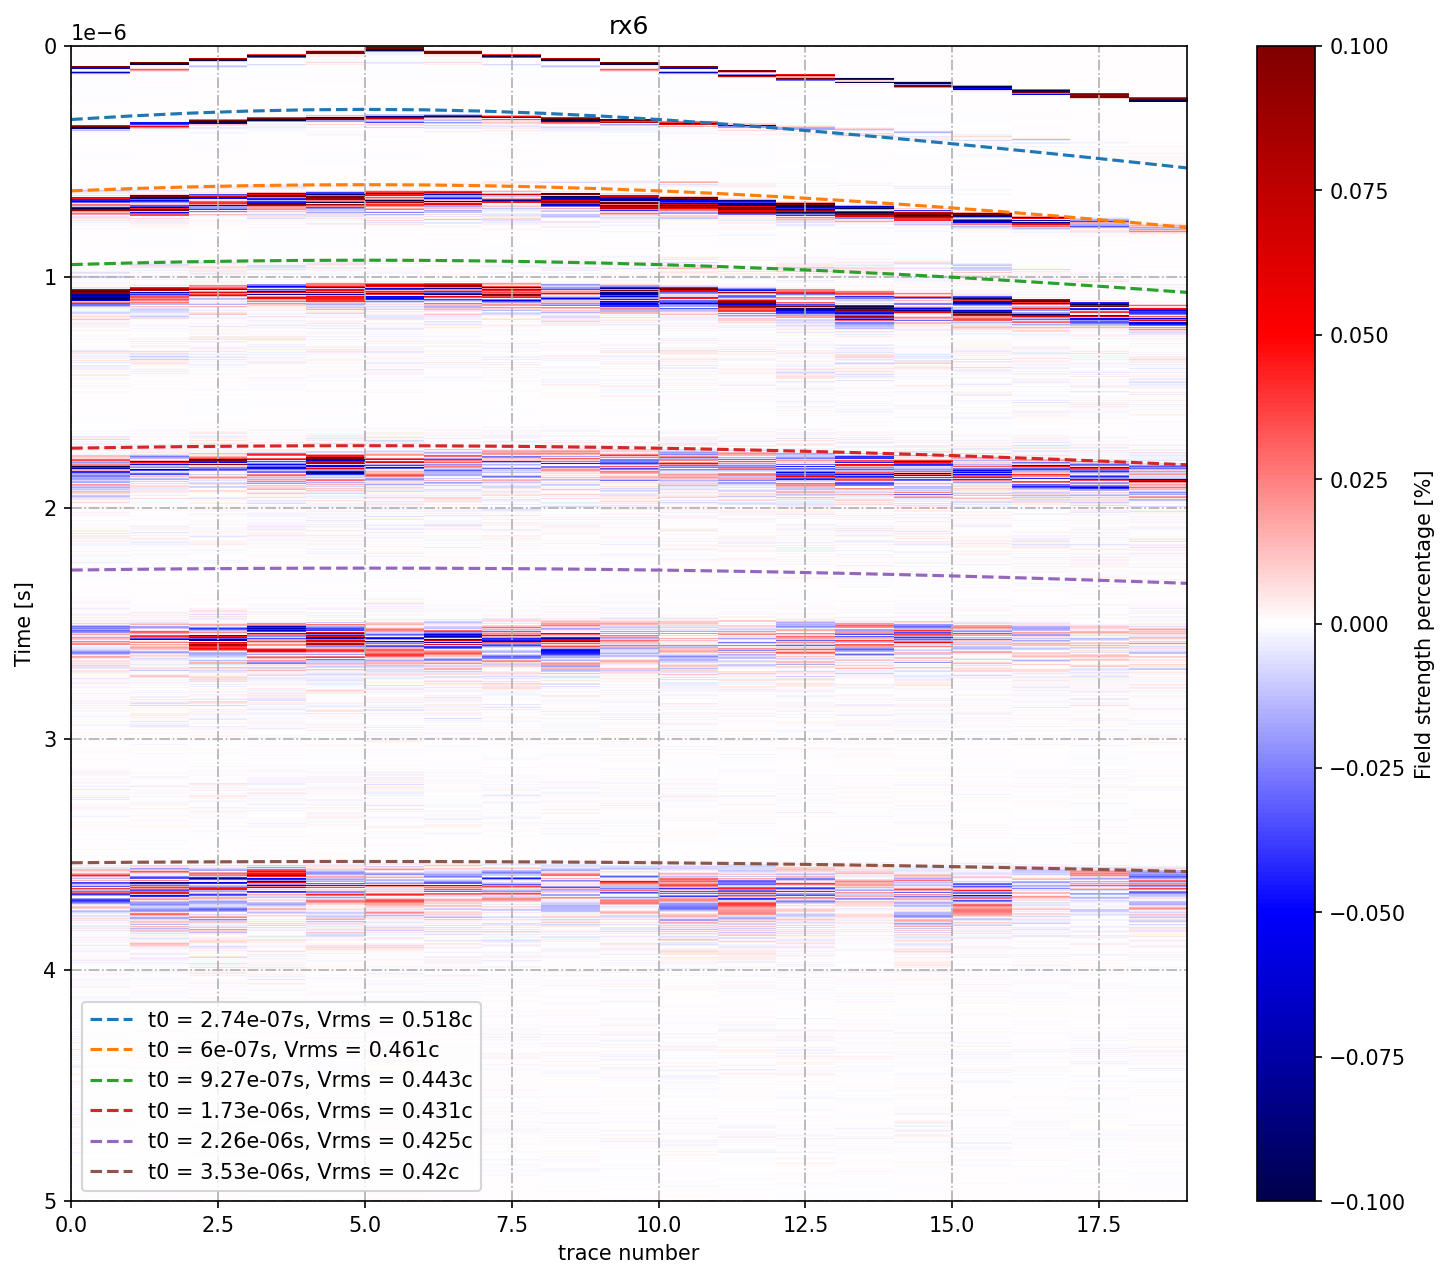 rx6
1e−6
0
1
2
3
4
5
Time [s]
0.0
2.5
5.0
7.5
10.0
12.5
15.0
17.5
trace number
t0 = 2.74e-07s, Vrms = 0.518c
t0 = 6e-07s, Vrms = 0.461c
t0 = 9.27e-07s, Vrms = 0.443c
t0 = 1.73e-06s, Vrms = 0.431c
t0 = 2.26e-06s, Vrms = 0.425c
t0 = 3.53e-06s, Vrms = 0.42c
0.100
0.075
0.050
0.025
0.000
−0.025
−0.050
−0.075
−0.100
Field strength percentage [%]